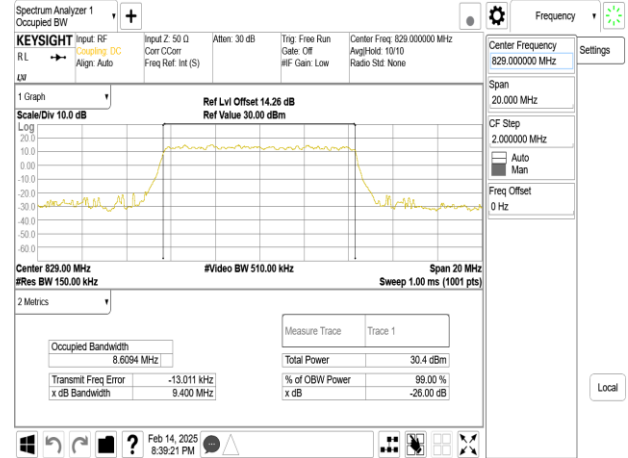 Spectrum Analyzer 1
Occupied BW
Frequency
KEYSIGHT
RL
LXI
Input: RF
Coupling: DC
Align: Auto
Input Z: 50 Ω
Corr CCorr
Freq Ref: Int (S)
Atten: 30 dB
Trig: Free Run
Gate: Off
#IF Gain: Low
Center Freq: 829.000000 MHz
Avg|Hold: 10/10
Radio Std: None
Center Frequency
829.000000 MHz
Settings
Span
20.000 MHz
CF Step
2.000000 MHz
Auto
Man
Freq Offset
0 Hz
Local
1 Graph
Scale/Div 10.0 dB
Ref Lvl Offset 14.26 dB
Ref Value 30.00 dBm
Log
20.0
10.0
0.00
-10.0
-20.0
-30.0
-40.0
-50.0
-60.0
Center 829.00 MHz
#Video BW 510.00 kHz
Span 20 MHz
#Res BW 150.00 kHz
Sweep 1.00 ms (1001 pts)
2 Metrics
Measure Trace
Trace 1
Occupied Bandwidth
8.6094 MHz
Total Power
30.4 dBm
Transmit Freq Error
-13.011 kHz
% of OBW Power
99.00 %
x dB Bandwidth
9.400 MHz
x dB
-26.00 dB
?
Feb 14, 2025
8:39:21 PM